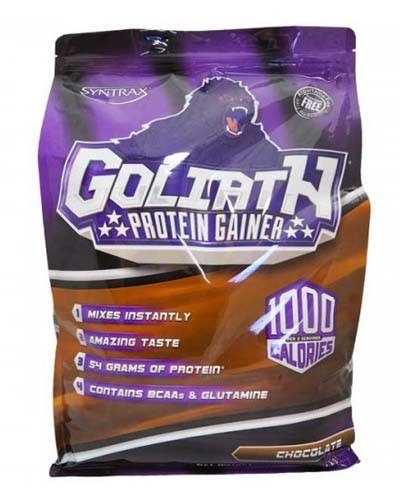 SYNTRAX
FREE
GOLIATH
PROTEIN GAINER
1 MIXES INSTANTLY
2 AMAZING TASTE
3 54 GRAMS OF PROTEIN*
4 CONTAINS BCAAs & GLUTAMINE
1000
CALORIES
CHOCOLATE